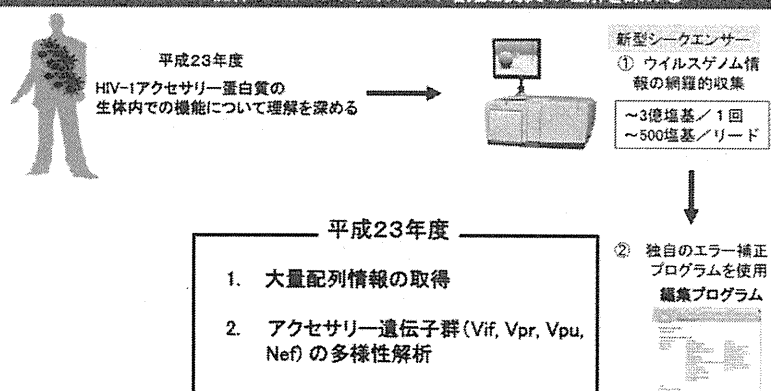 平成23年度
HIV-1アクセサリー蛋白質の
生体内での機能について理解を深める
新型シークエンサー
① ウイルスゲノム情
報の網羅的収集
~3億塩基/1回
~500塩基/リード
② 独自のエラー補正
プログラムを使用
編集プログラム
平成23年度
1. 大量配列情報の取得
2. アクセサリー遺伝子群(Vif, Vpr, Vpu,
Nef)の多様性解析